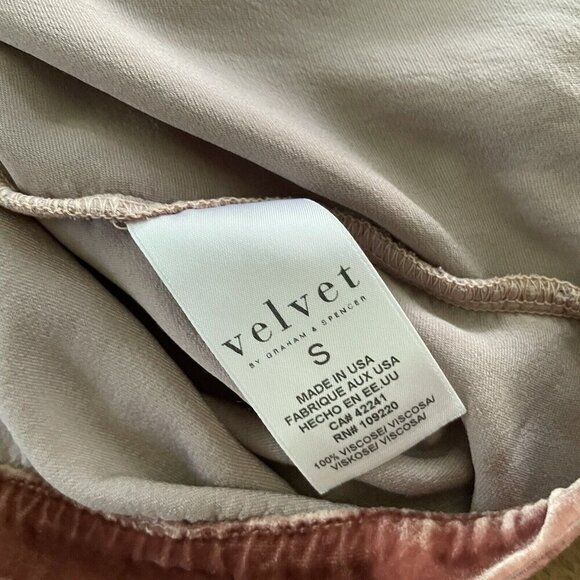 velvet
BY GRAHAM & SPENCER
S
MADE IN USA
FABRIQUE AUX USA
HECHO EN EE.UU
CA# 42241
RN# 109220
100% VISCOSE/ VISCOSA/
VISKOSE/ VISCOSA/